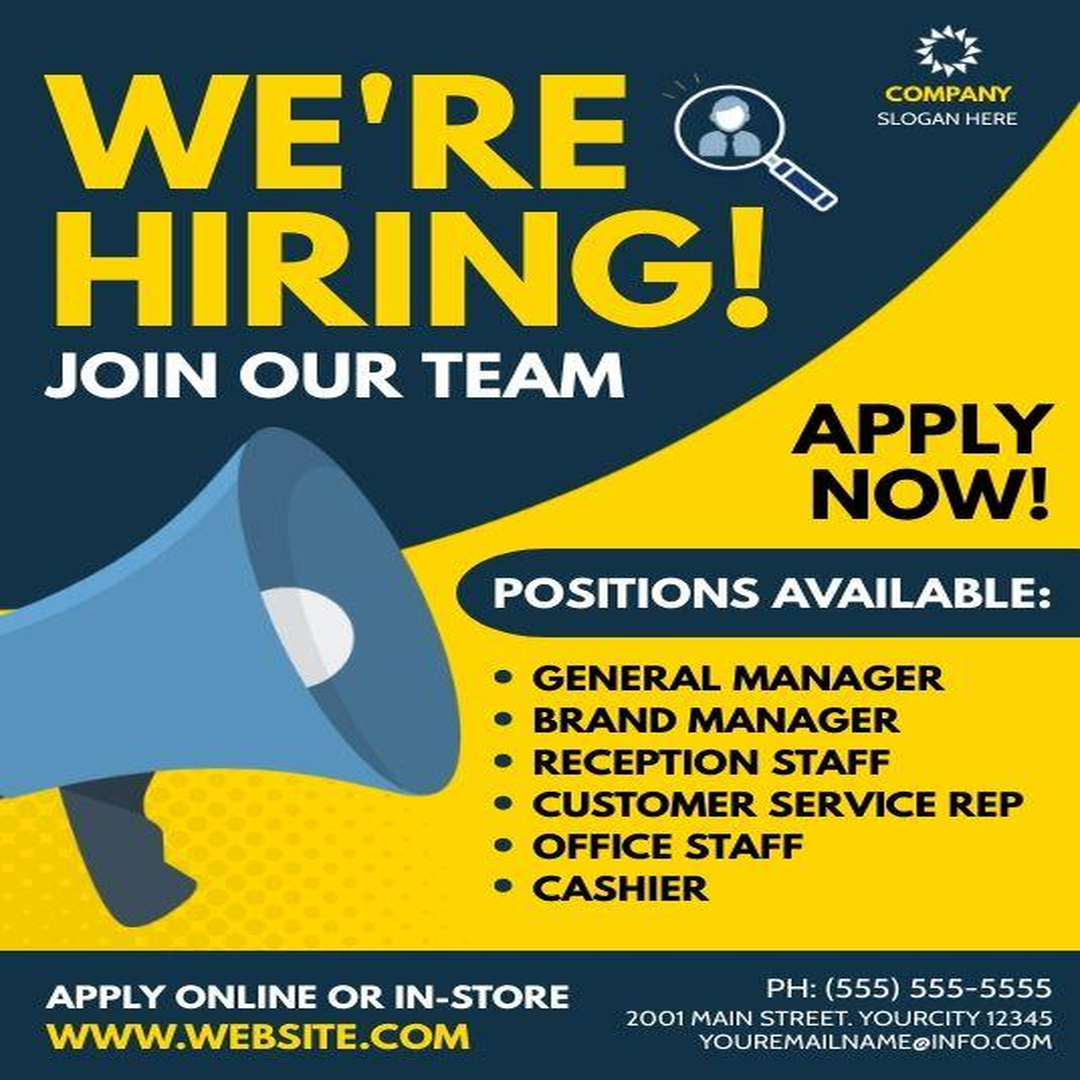 WE'RE
HIRING!
JOIN OUR TEAM
COMPANY
SLOGAN HERE
APPLY
NOW!
POSITIONS AVAILABLE:
• GENERAL MANAGER
• BRAND MANAGER
• RECEPTION STAFF
• CUSTOMER SERVICE REP
• OFFICE STAFF
• CASHIER
APPLY ONLINE OR IN-STORE
WWW.WEBSITE.COM
PH: (555) 555-5555
2001 MAIN STREET. YOURCITY 12345
YOUREMAILNAME@INFO.COM